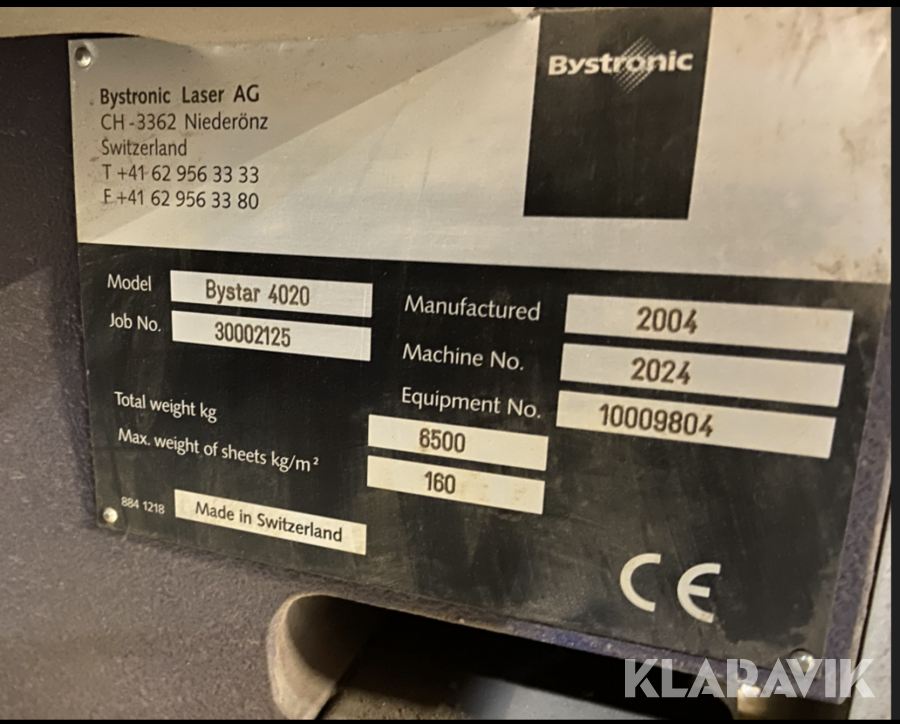 Bystronic
Bystronic Laser AG
CH-3362 Niederönz
Switzerland
T +41 62 956 33 33
F +41 62 956 33 80
Model Bystar 4020
Job No. 30002125
Manufactured 2004
Machine No. 2024
Equipment No. 10009804
Total weight kg 6500
Max. weight of sheets kg/m² 160
884 1218 Made in Switzerland
CE
KLARAVIK